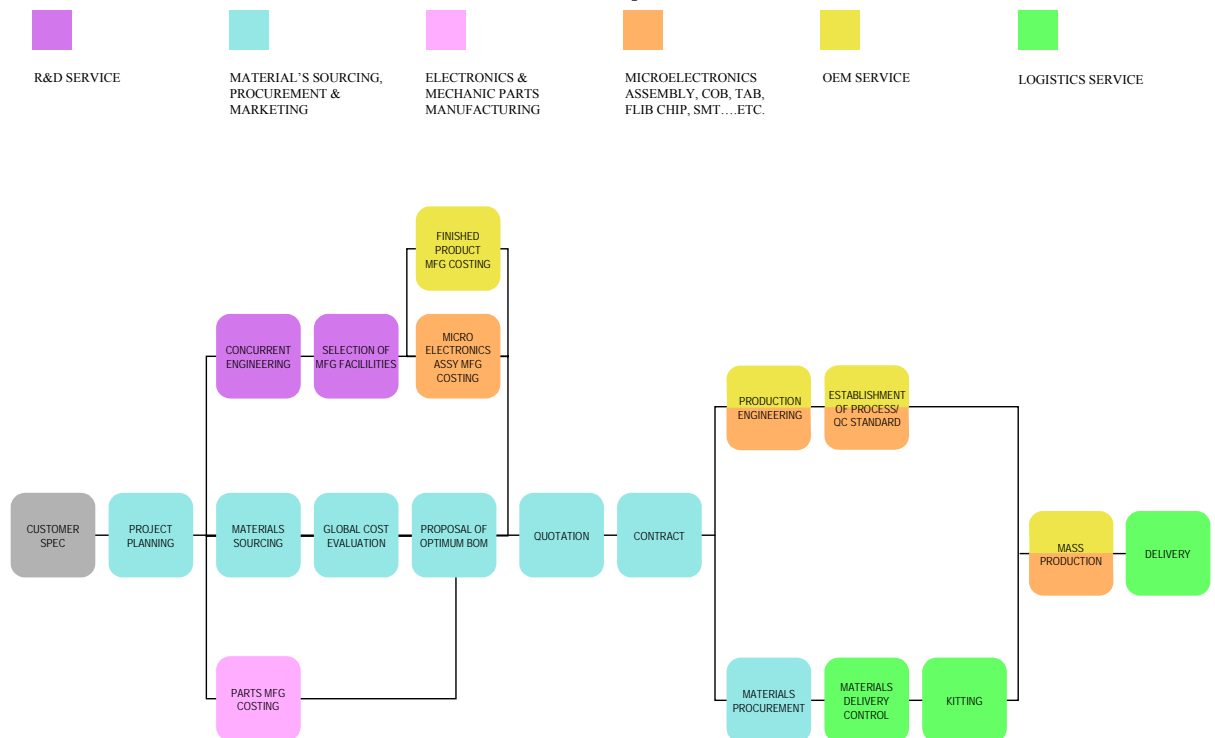 R&D SERVICE
MATERIAL'S SOURCING,
PROCUREMENT &
MARKETING
ELECTRONICS &
MECHANIC PARTS
MANUFACTURING
MICROELECTRONICS
ASSEMBLY, COB, TAB,
FLIB CHIP, SMT….ETC.
OEM SERVICE
LOGISTICS SERVICE
FINISHED
PRODUCT
MFG COSTING
CONCURRENT
ENGINEERING
SELECTION OF
MFG FACILILITIES
MICRO
ELECTRONICS
ASSY MFG
COSTING
PRODUCTION
ENGINEERING
ESTABLISHMENT
OF PROCESS/
QC STANDARD
CUSTOMER
SPEC
PROJECT
PLANNING
MATERIALS
SOURCING
GLOBAL COST
EVALUATION
PROPOSAL OF
OPTIMUM BOM
QUOTATION
CONTRACT
MASS
PRODUCTION
DELIVERY
PARTS MFG
COSTING
MATERIALS
PROCUREMENT
MATERIALS
DELIVERY
CONTROL
KITTING